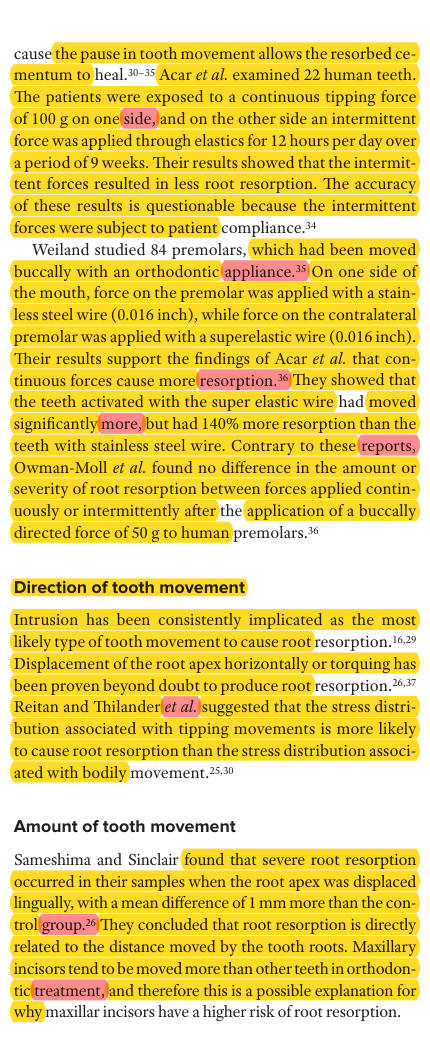 cause the pause in tooth movement allows the resorbed ce-
mentum to heal.30–35 Acar et al. examined 22 human teeth.
The patients were exposed to a continuous tipping force
of 100 g on one side, and on the other side an intermittent
force was applied through elastics for 12 hours per day over
a period of 9 weeks. Their results showed that the intermit-
tent forces resulted in less root resorption. The accuracy
of these results is questionable because the intermittent
forces were subject to patient compliance.34
Weiland studied 84 premolars, which had been moved
buccally with an orthodontic appliance.35 On one side of
the mouth, force on the premolar was applied with a stain-
less steel wire (0.016 inch), while force on the contralateral
premolar was applied with a superelastic wire (0.016 inch).
Their results support the findings of Acar et al. that con-
tinuous forces cause more resorption.36 They showed that
the teeth activated with the super elastic wire had moved
significantly more, but had 140% more resorption than the
teeth with stainless steel wire. Contrary to these reports,
Owman-Moll et al. found no difference in the amount or
severity of root resorption between forces applied contin-
uously or intermittently after the application of a buccally
directed force of 50 g to human premolars.36
Direction of tooth movement
Intrusion has been consistently implicated as the most
likely type of tooth movement to cause root resorption.16,29
Displacement of the root apex horizontally or torquing has
been proven beyond doubt to produce root resorption.26,37
Reitan and Thilander et al. suggested that the stress distri-
bution associated with tipping movements is more likely
to cause root resorption than the stress distribution associ-
ated with bodily movement.25,30
Amount of tooth movement
Sameshima and Sinclair found that severe root resorption
occurred in their samples when the root apex was displaced
lingually, with a mean difference of 1 mm more than the con-
trol group.26 They concluded that root resorption is directly
related to the distance moved by the tooth roots. Maxillary
incisors tend to be moved more than other teeth in orthodon-
tic treatment, and therefore this is a possible explanation for
why maxillar incisors have a higher risk of root resorption.